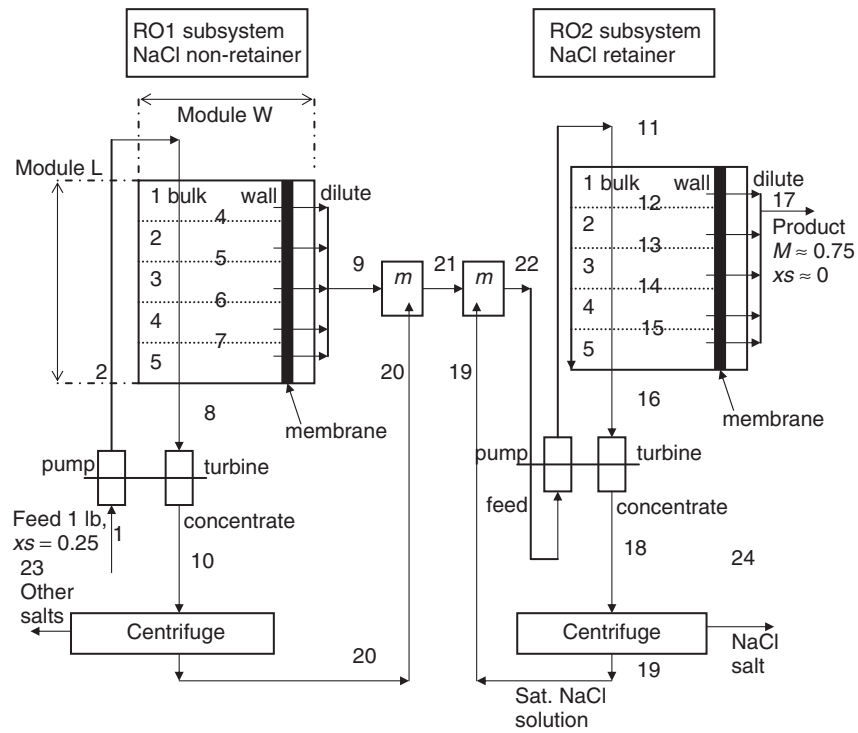 RO1 subsystem
NaCl non-retainer
RO2 subsystem
NaCl retainer
Module W
11
Module L
1 bulk
wall
dilute
4
2
5
3
6
4
7
5
9
m
21
m
22
1 bulk
wall
dilute
12
17
2
13
3
14
4
15
5
Product
M ≈ 0.75
xs ≈ 0
2
20
19
8
membrane
16
membrane
pump
turbine
pump
turbine
Feed 1 lb,
xs = 0.25
1
concentrate
feed
concentrate
10
18
24
23
Other
salts
Centrifuge
Centrifuge
NaCl
salt
20
19
Sat. NaCl
solution